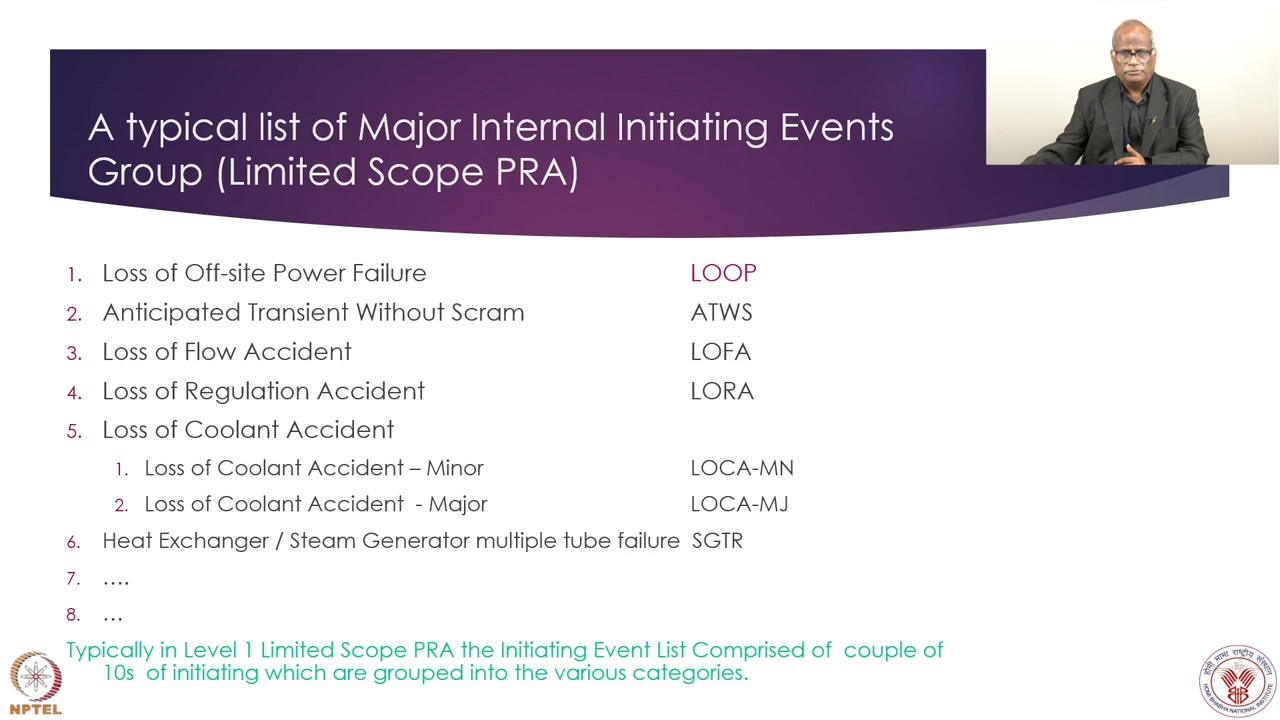 A typical list of Major Internal Initiating Events
Group (Limited Scope PRA)
1. Loss of Off-site Power Failure LOOP
2. Anticipated Transient Without Scram ATWS
3. Loss of Flow Accident LOFA
4. Loss of Regulation Accident LORA
5. Loss of Coolant Accident
1. Loss of Coolant Accident – Minor LOCA-MN
2. Loss of Coolant Accident - Major LOCA-MJ
6. Heat Exchanger / Steam Generator multiple tube failure SGTR
7. ....
8. ...
Typically in Level 1 Limited Scope PRA the Initiating Event List Comprised of couple of
10s of initiating which are grouped into the various categories.
NPTEL
होमी भाभा राष्ट्रीय संस्थान
HOMI BHABHA NATIONAL INSTITUTE